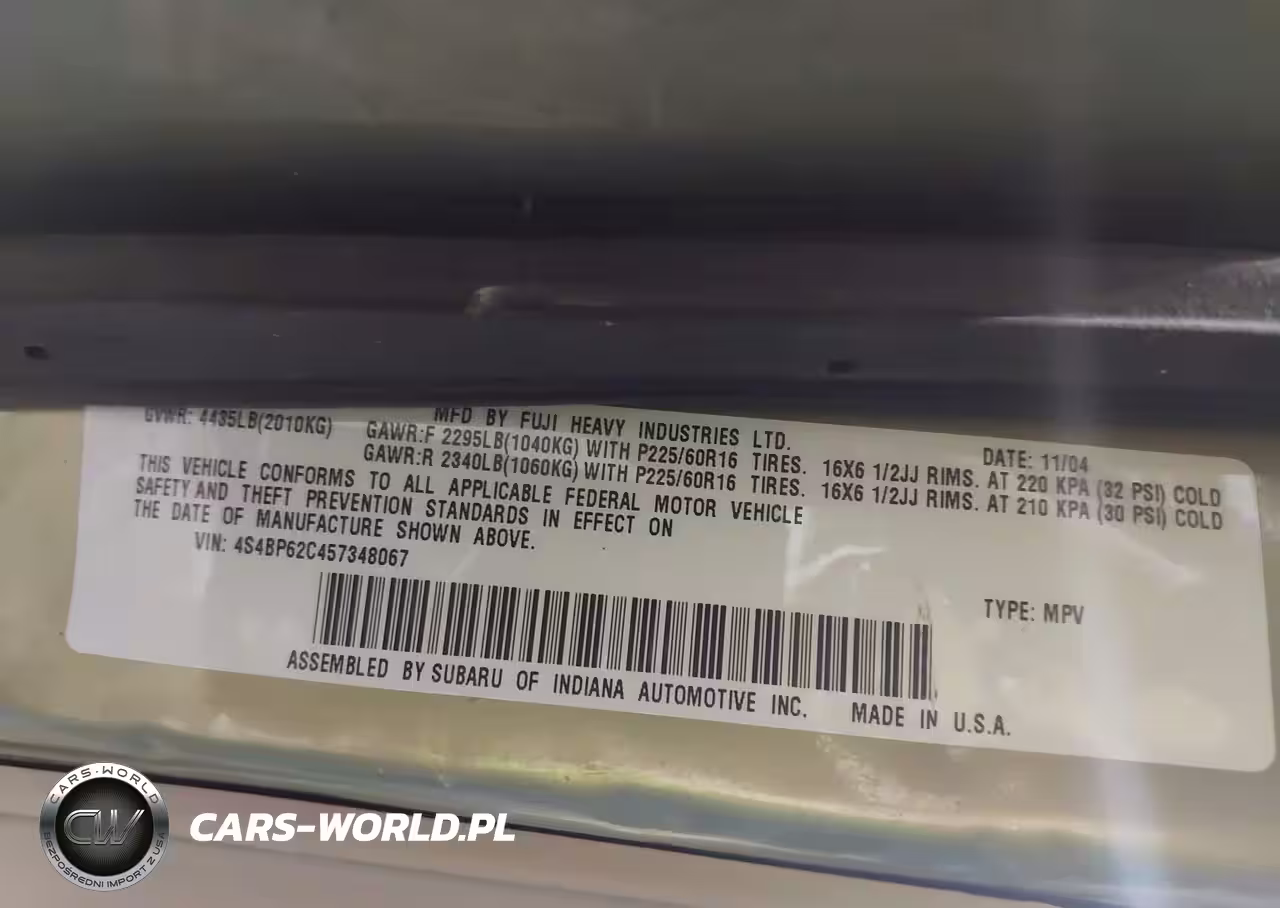 MFD BY FUJI HEAVY INDUSTRIES LTD. DATE: 11/04
GVWR: 4435LB(2010KG) GAWR:F 2295LB(1040KG) WITH P225/60R16 TIRES. 16X6 1/2JJ RIMS. AT 220 KPA (32 PSI) COLD
GAWR:R 2340LB(1060KG) WITH P225/60R16 TIRES. 16X6 1/2JJ RIMS. AT 210 KPA (30 PSI) COLD
THIS VEHICLE CONFORMS TO ALL APPLICABLE FEDERAL MOTOR VEHICLE
SAFETY AND THEFT PREVENTION STANDARDS IN EFFECT ON
THE DATE OF MANUFACTURE SHOWN ABOVE.
VIN: 4S4BP62C457348067 TYPE: MPV
ASSEMBLED BY SUBARU OF INDIANA AUTOMOTIVE INC. MADE IN U.S.A.
CARS-WORLD
CW
BEZPOŚREDNI IMPORT Z USA
CARS-WORLD.PL